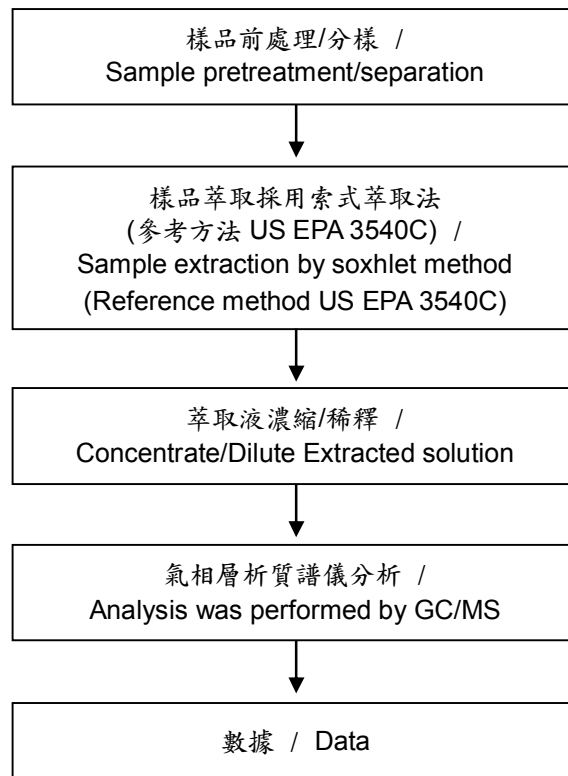 樣品前處理/分樣 /
Sample pretreatment/separation
樣品萃取採用索式萃取法
(參考方法 US EPA 3540C) /
Sample extraction by soxhlet method
(Reference method US EPA 3540C)
萃取液濃縮/稀釋 /
Concentrate/Dilute Extracted solution
氣相層析質譜儀分析 /
Analysis was performed by GC/MS
數據 / Data